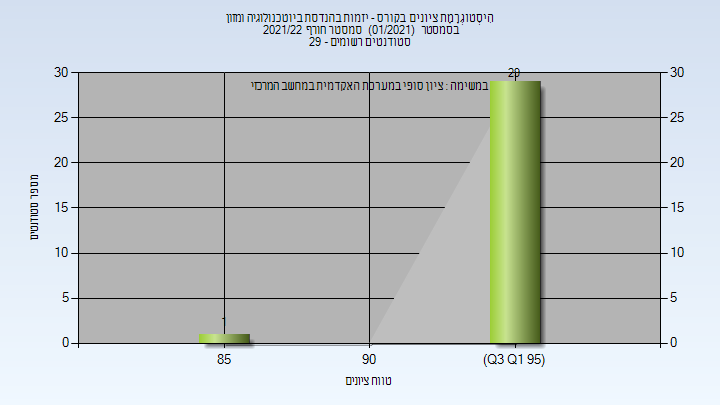 הִיסְטוֹגְרָמַת ציונים בקורס - יזמות בהנדסת ביוטכנולוגיה ומזון
בסמסטר (01/2021) סמסטר חורף 2021/22
סטודנטים רשומים - 29
במשימה : ציון סופי במערכת האקדמית במחשב המרכזי
29
1
30
25
20
15
10
5
0
30
25
20
15
10
5
0
מספר סטודנטים
85
90
(Q3 Q1 95)
טווח ציונים